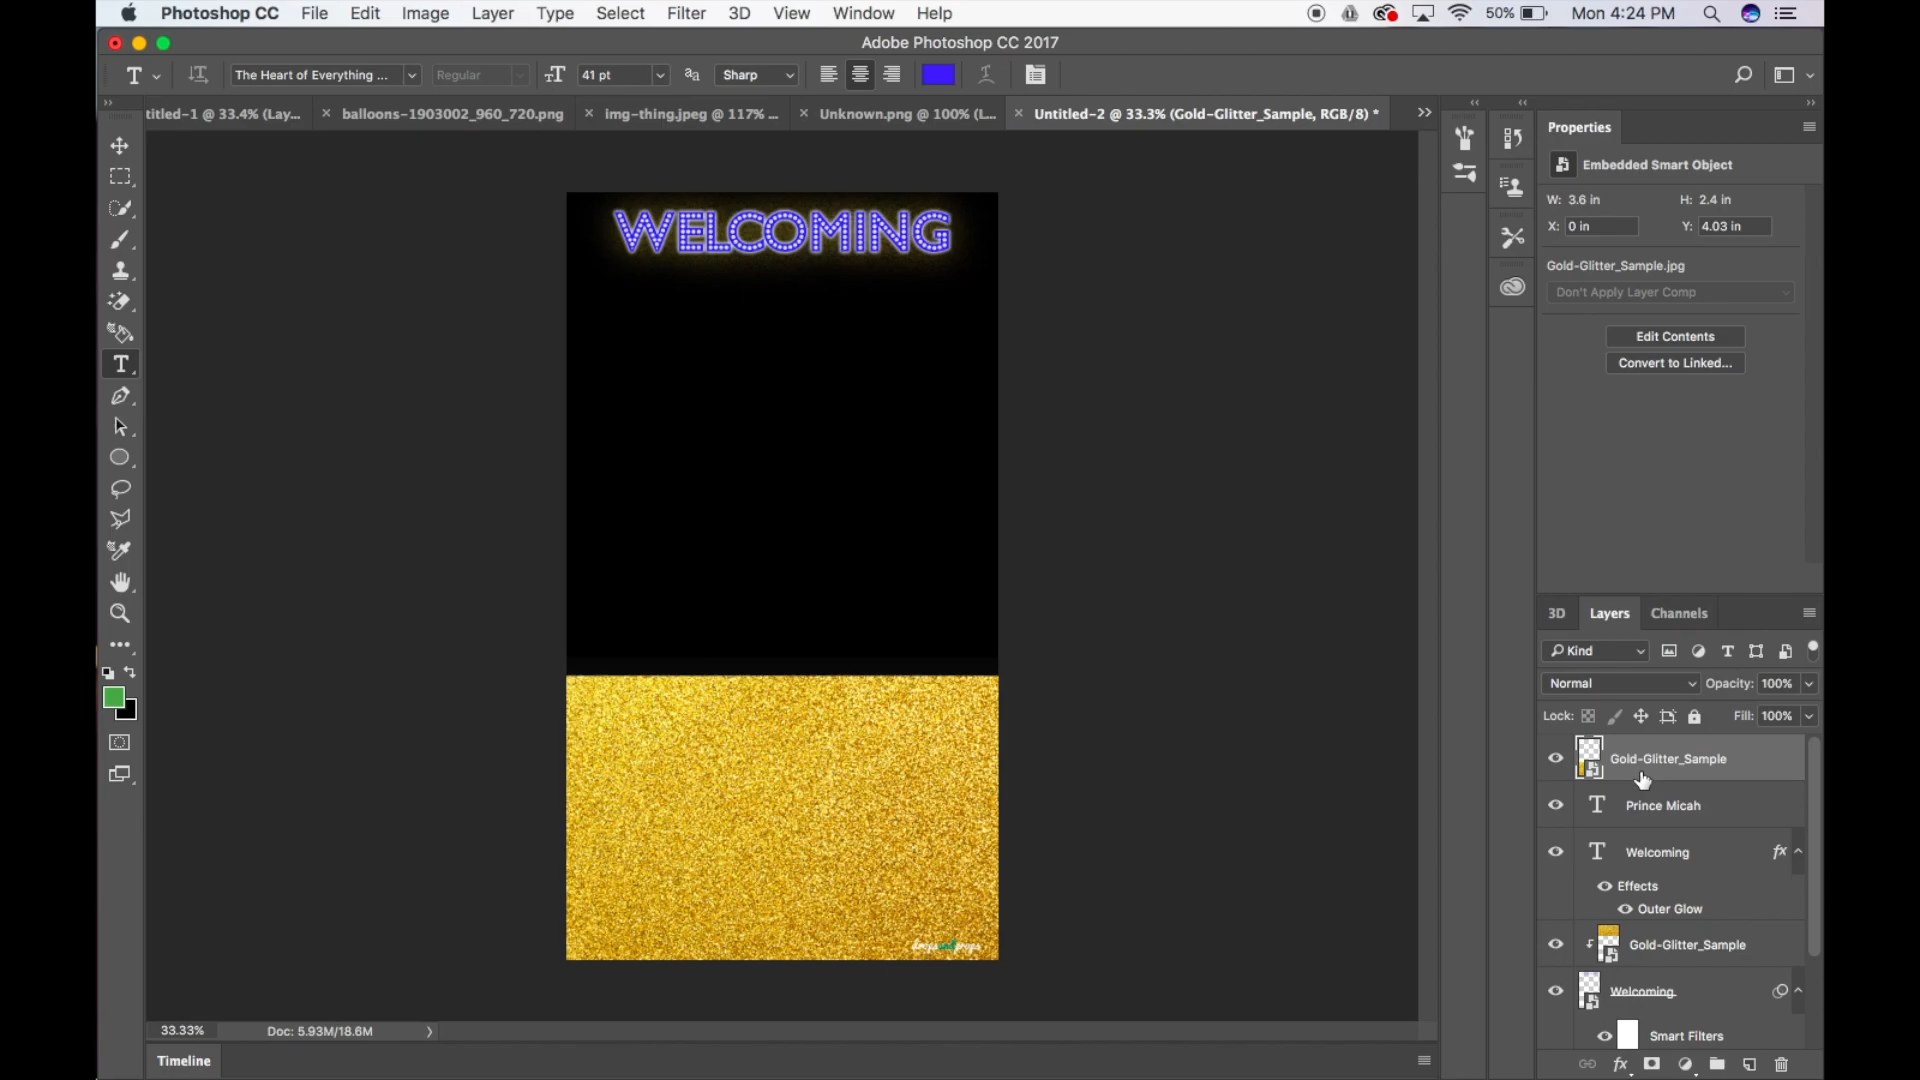 Photoshop CC File Edit Image Layer Type Select Filter 3D View Window Help 50% Mon 4:24 PM
Adobe Photoshop CC 2017
The Heart of Everything ... Regular 41 pt Sharp
titled-1 @ 33.4% (Lay... balloons-1903002_960_720.png img-thing.jpeg @ 117% ... Unknown.png @ 100% (L... Untitled-2 @ 33.3% (Gold-Glitter_Sample, RGB/8) *
Properties
Embedded Smart Object
W: 3.6 in H: 2.4 in
X: 0 in Y: 4.03 in
Gold-Glitter_Sample.jpg
Don't Apply Layer Comp
Edit Contents
Convert to Linked...
WELCOMING
dropsandprops
3D Layers Channels
Kind
Normal Opacity: 100%
Lock: Fill: 100%
Gold-Glitter_Sample
Prince Micah
Welcoming fx
Effects
Outer Glow
Gold-Glitter_Sample
Welcoming
Smart Filters
fx
33.33% Doc: 5.93M/18.6M
Timeline